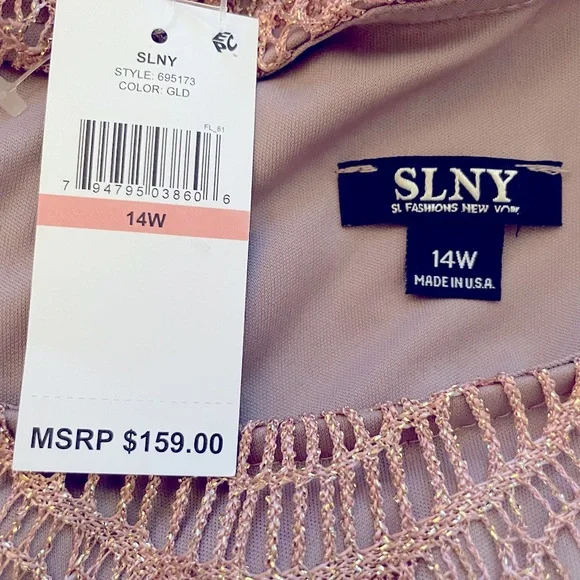 SLNY
STYLE: 695173
COLOR: GLD
FL_61
7 94795 03860 6
14W
MSRP $159.00
SLNY
SL FASHIONS NEW YORK
14W
MADE IN U.S.A.